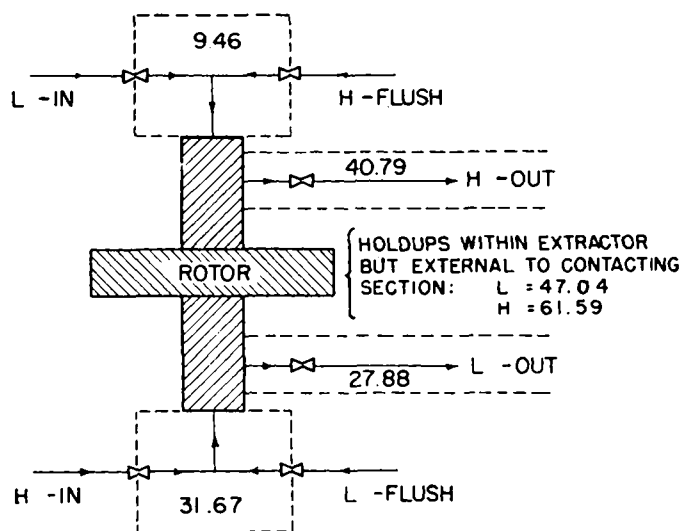 9.46
L -IN
H-FLUSH
40.79
H -OUT
ROTOR
HOLDUPS WITHIN EXTRACTOR
BUT EXTERNAL TO CONTACTING
SECTION: L = 47.04
H = 61.59
L -OUT
27.88
H -IN
L -FLUSH
31.67